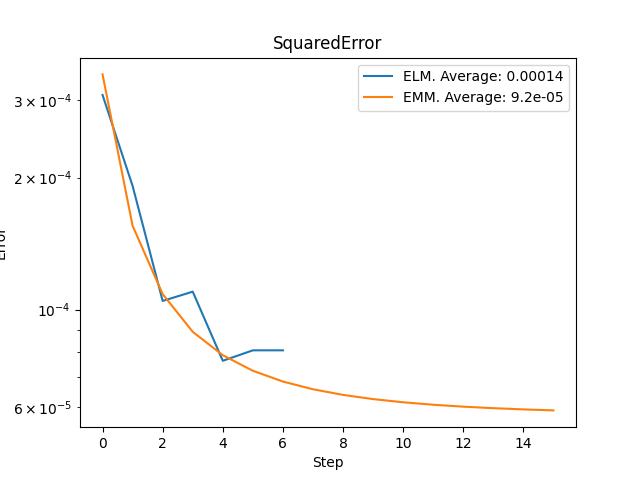 SquaredError
ELM. Average: 0.00014
EMM. Average: 9.2e-05
3 × 10⁻⁴
2 × 10⁻⁴
10⁻⁴
6 × 10⁻⁵
Error
0 2 4 6 8 10 12 14
Step